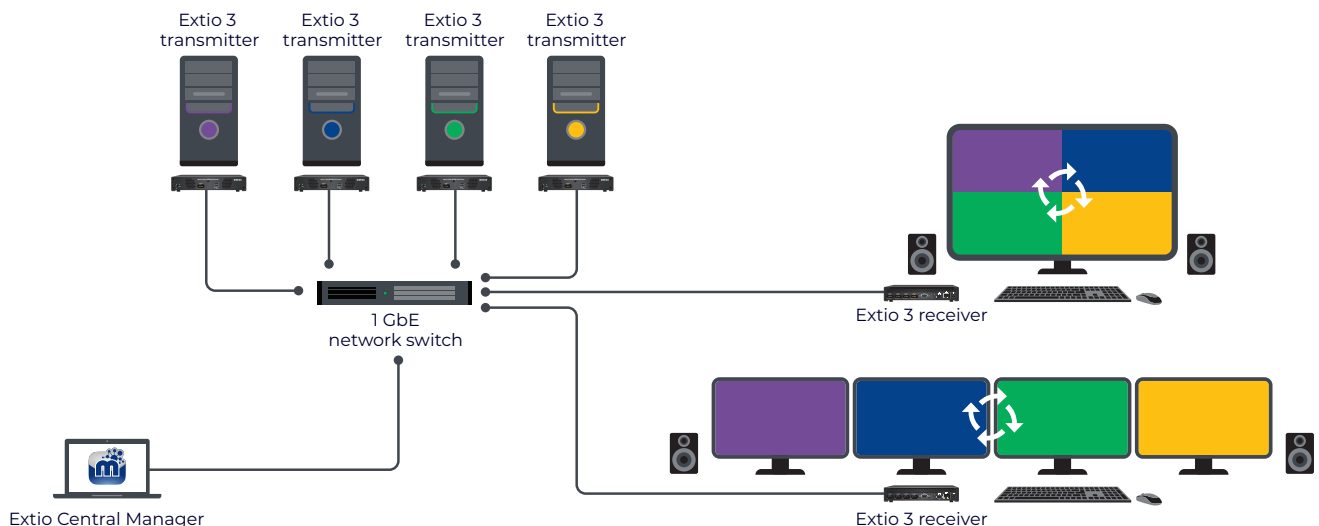 Extio 3
transmitter
Extio 3
transmitter
Extio 3
transmitter
Extio 3
transmitter
1 GbE
network switch
Extio 3 receiver
Extio 3 receiver
m
Extio Central Manager